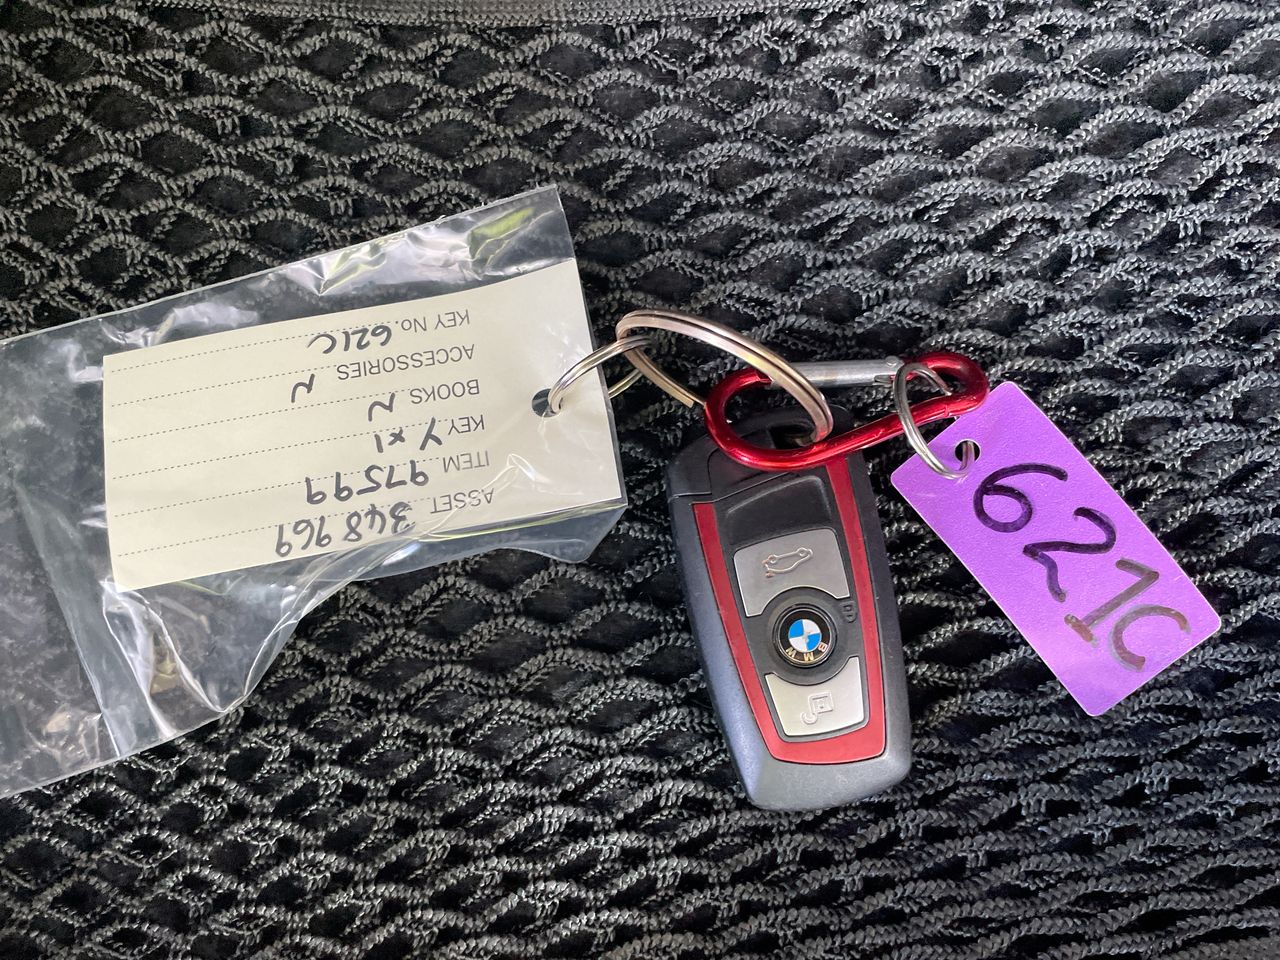 ASSET 348969
ITEM 97599
KEY Y x1
BOOKS N
ACCESSORIES N
KEY No. 621C
621C
BMW